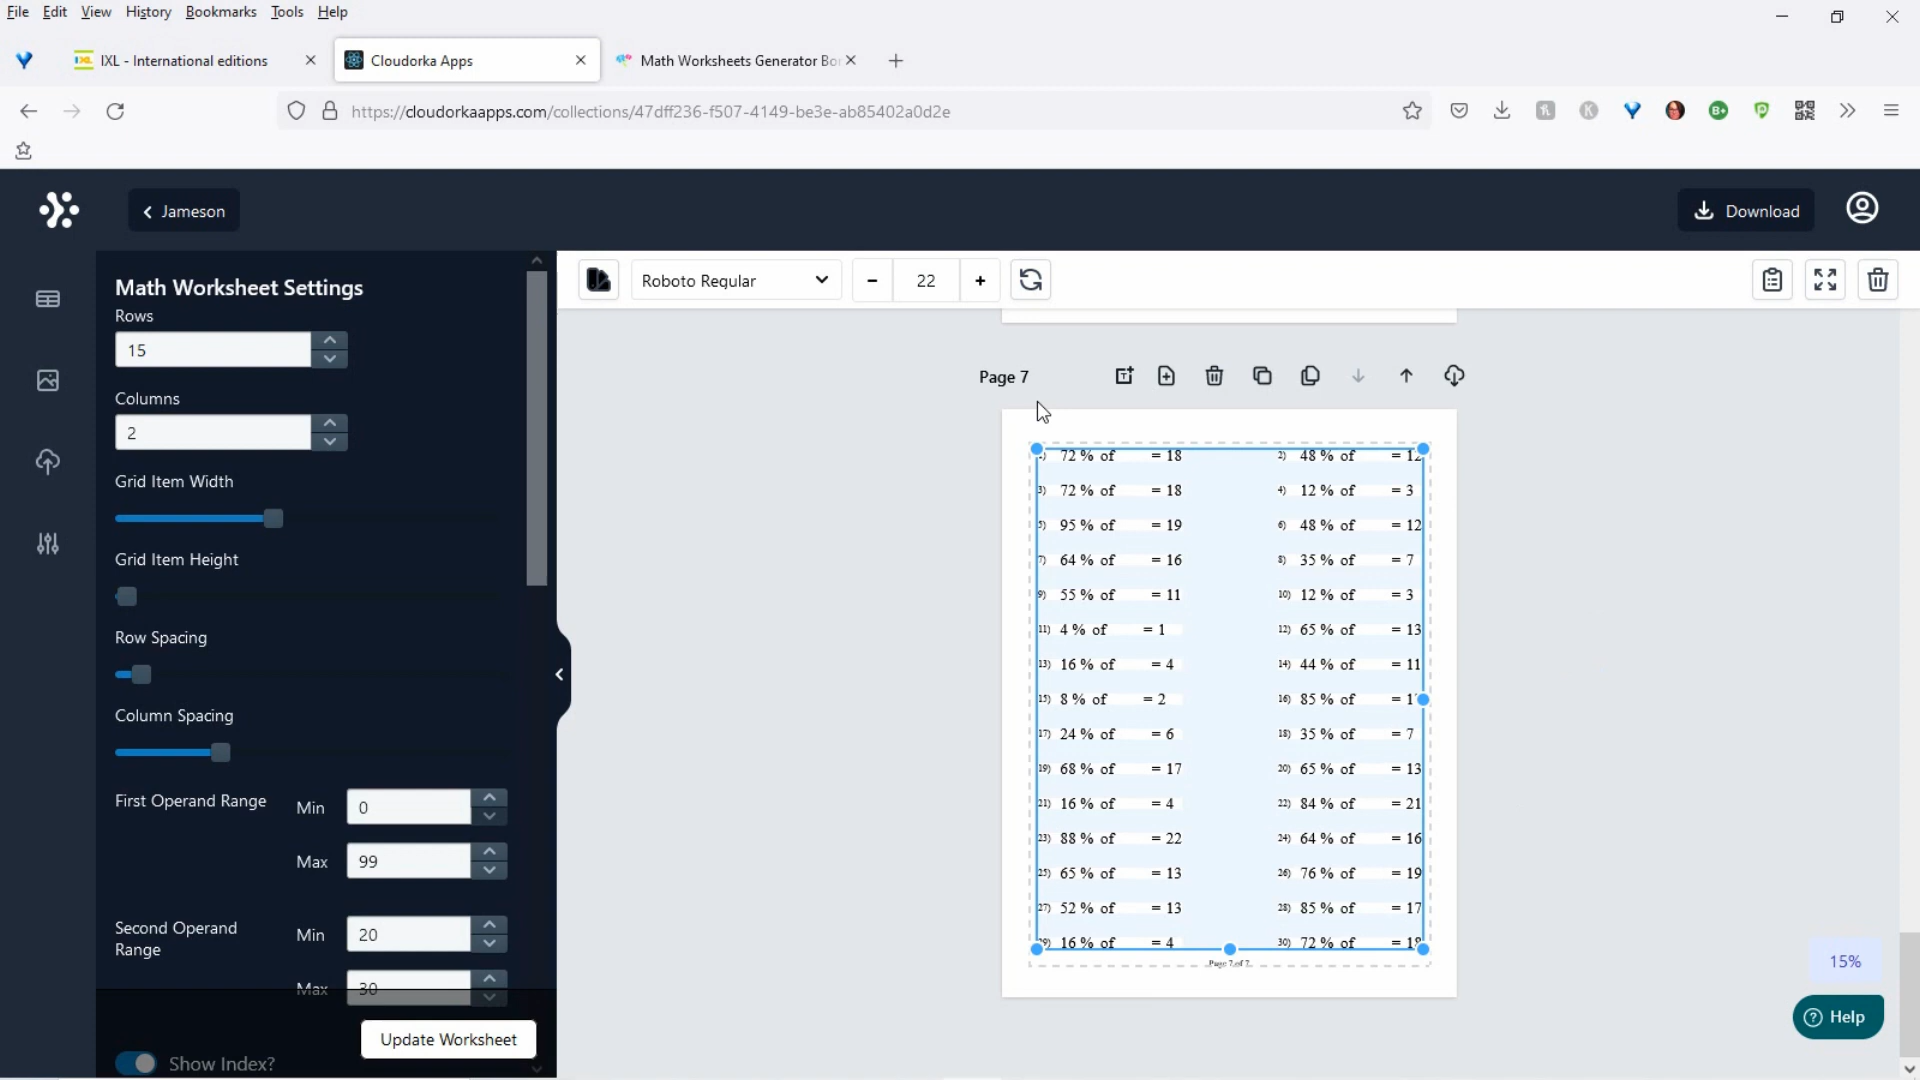 File Edit View History Bookmarks Tools Help
IXL - International editions
Cloudorka Apps
Math Worksheets Generator Bo
https://cloudorkaapps.com/collections/47dff236-f507-4149-be3e-ab85402a0d2e
Jameson
Download
Math Worksheet Settings
Rows
15
Columns
2
Grid Item Width
Grid Item Height
Row Spacing
Column Spacing
First Operand Range Min 0
Max 99
Second Operand Range Min 20
Max 30
Update Worksheet
Show Index?
Roboto Regular
- 22 +
Page 7
72 % of = 18 2) 48 % of = 12
3) 72 % of = 18 4) 12 % of = 3
5) 95 % of = 19 6) 48 % of = 12
7) 64 % of = 16 8) 35 % of = 7
9) 55 % of = 11 10) 12 % of = 3
11) 4 % of = 1 12) 65 % of = 13
13) 16 % of = 4 14) 44 % of = 11
15) 8 % of = 2 16) 85 % of = 1
17) 24 % of = 6 18) 35 % of = 7
19) 68 % of = 17 20) 65 % of = 13
21) 16 % of = 4 22) 84 % of = 21
23) 88 % of = 22 24) 64 % of = 16
25) 65 % of = 13 26) 76 % of = 19
27) 52 % of = 13 28) 85 % of = 17
29) 16 % of = 4 30) 72 % of = 18
Page 7 of 7
15%
Help